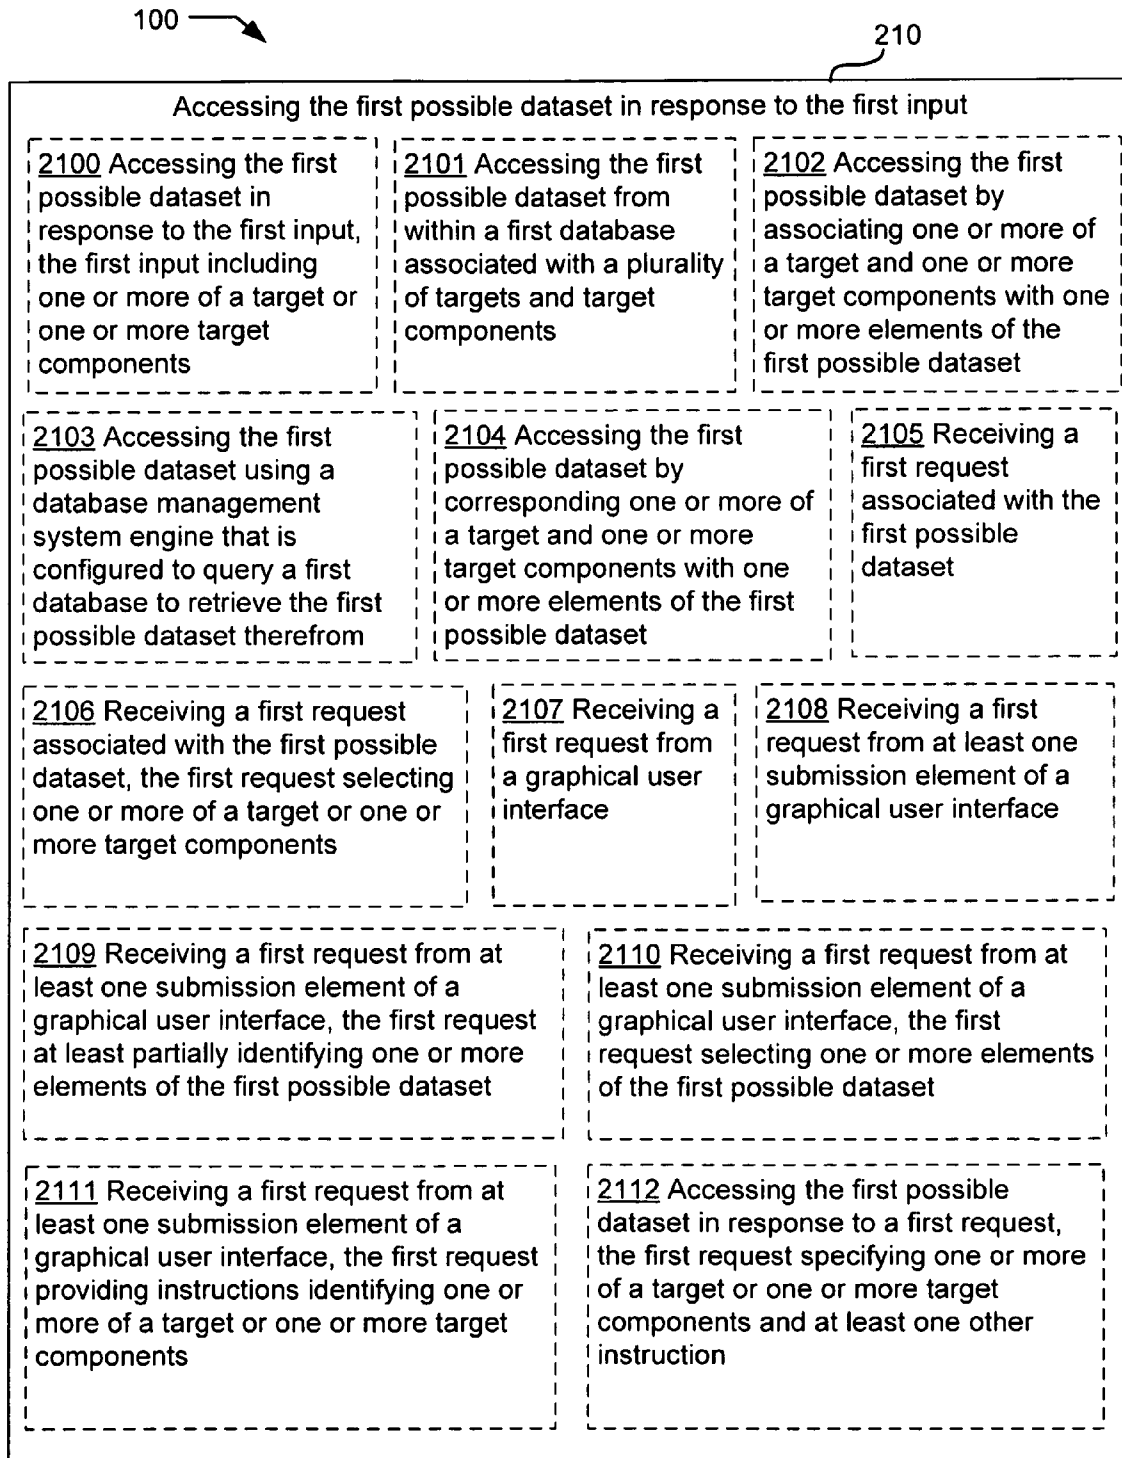 100
210
Accessing the first possible dataset in response to the first input
2100 Accessing the first
possible dataset in
response to the first input,
the first input including
one or more of a target or
one or more target
components
2101 Accessing the first
possible dataset from
within a first database
associated with a plurality
of targets and target
components
2102 Accessing the first
possible dataset by
associating one or more of
a target and one or more
target components with one
or more elements of the
first possible dataset
2103 Accessing the first
possible dataset using a
database management
system engine that is
configured to query a first
database to retrieve the first
possible dataset therefrom
2104 Accessing the first
possible dataset by
corresponding one or more of
a target and one or more
target components with one
or more elements of the first
possible dataset
2105 Receiving a
first request
associated with the
first possible
dataset
2106 Receiving a first request
associated with the first possible
dataset, the first request selecting
one or more of a target or one or
more target components
2107 Receiving a
first request from
a graphical user
interface
2108 Receiving a first
request from at least one
submission element of a
graphical user interface
2109 Receiving a first request from at
least one submission element of a
graphical user interface, the first request
at least partially identifying one or more
elements of the first possible dataset
2110 Receiving a first request from at
least one submission element of a
graphical user interface, the first
request selecting one or more elements
of the first possible dataset
2111 Receiving a first request from at
least one submission element of a
graphical user interface, the first request
providing instructions identifying one or
more of a target or one or more target
components
2112 Accessing the first possible
dataset in response to a first request,
the first request specifying one or more
of a target or one or more target
components and at least one other
instruction